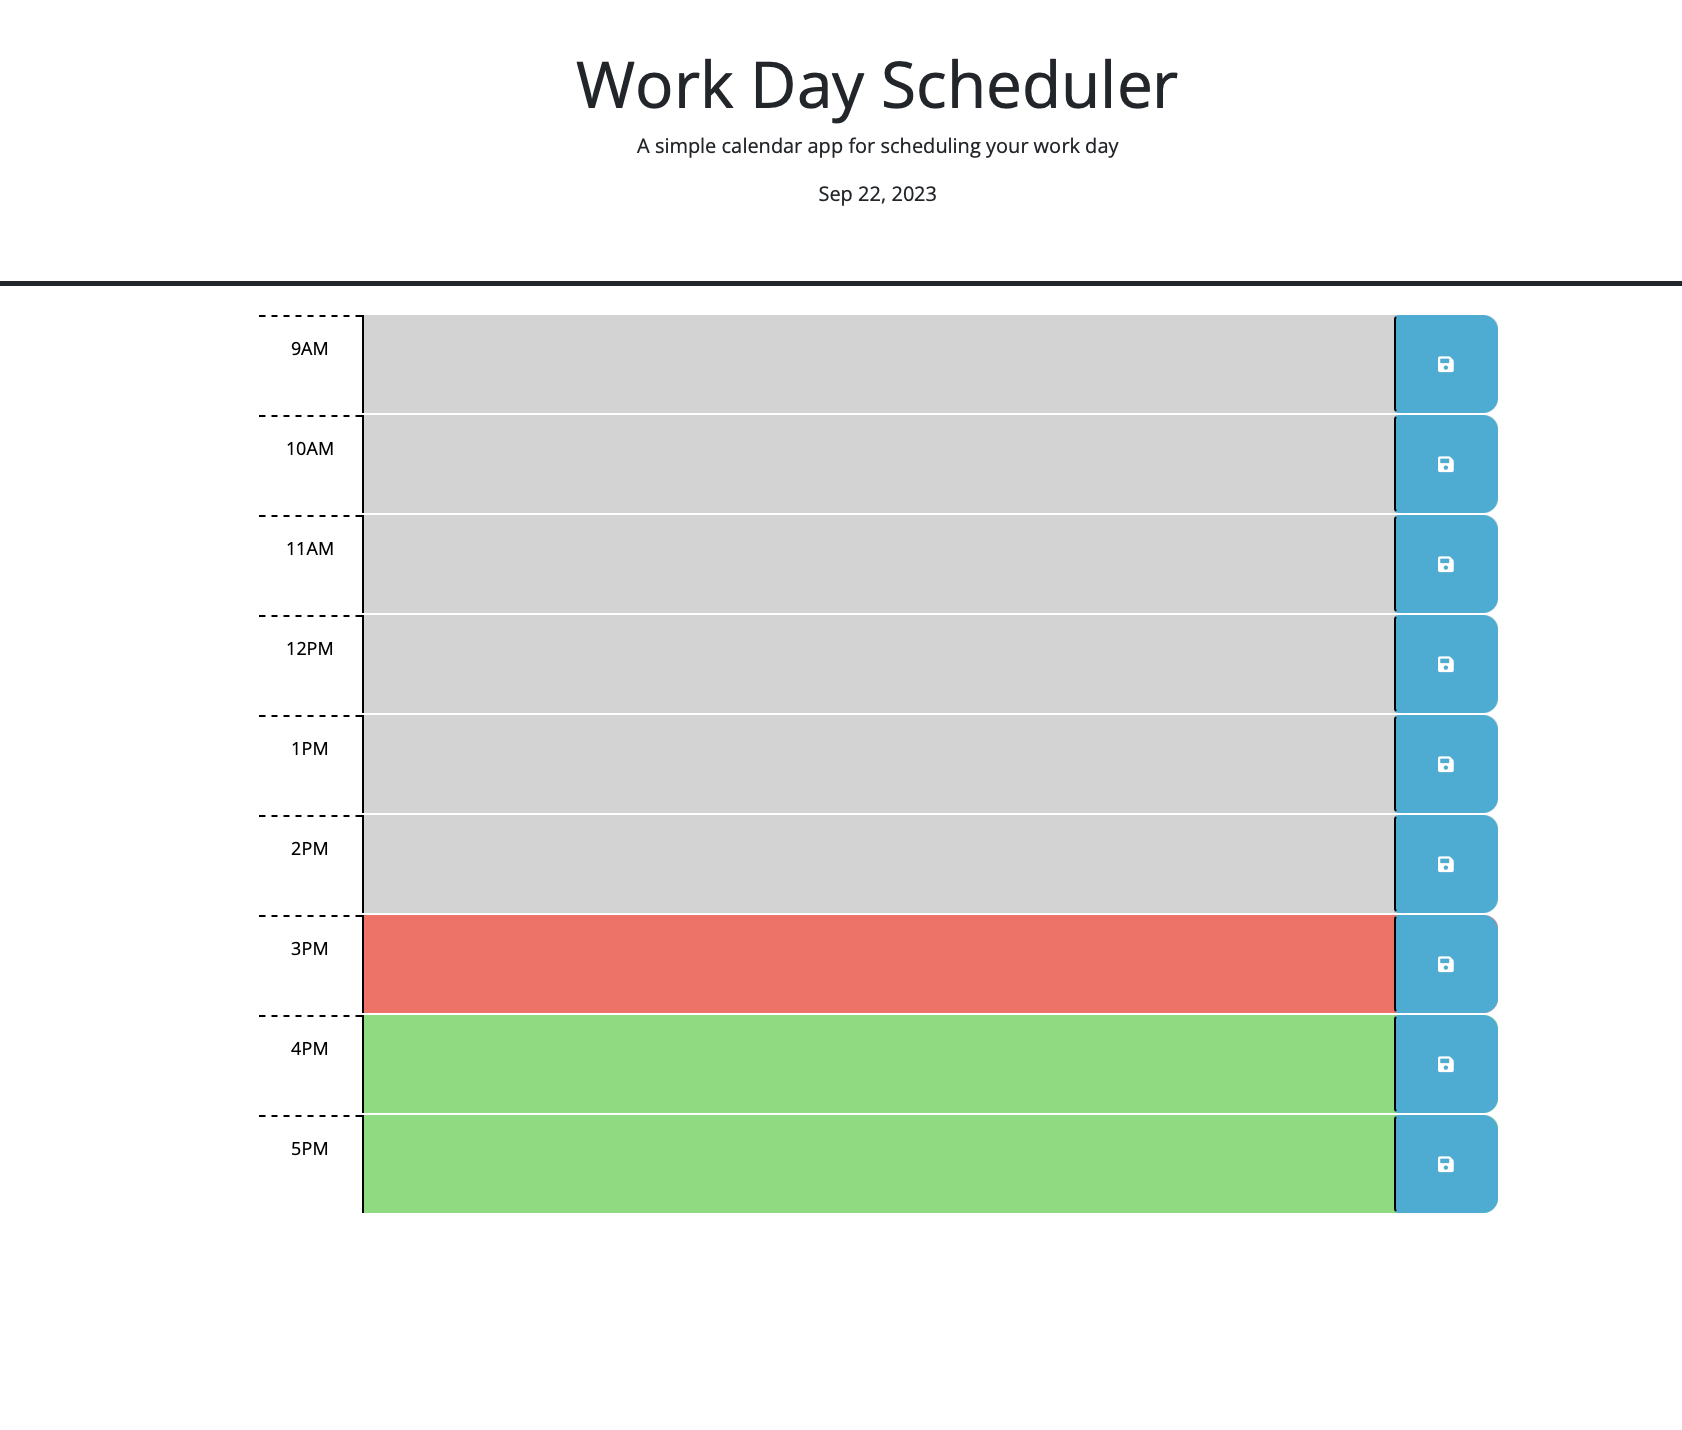 Work Day Scheduler
A simple calendar app for scheduling your work day
Sep 22, 2023
9AM
10AM
11AM
12PM
1PM
2PM
3PM
4PM
5PM